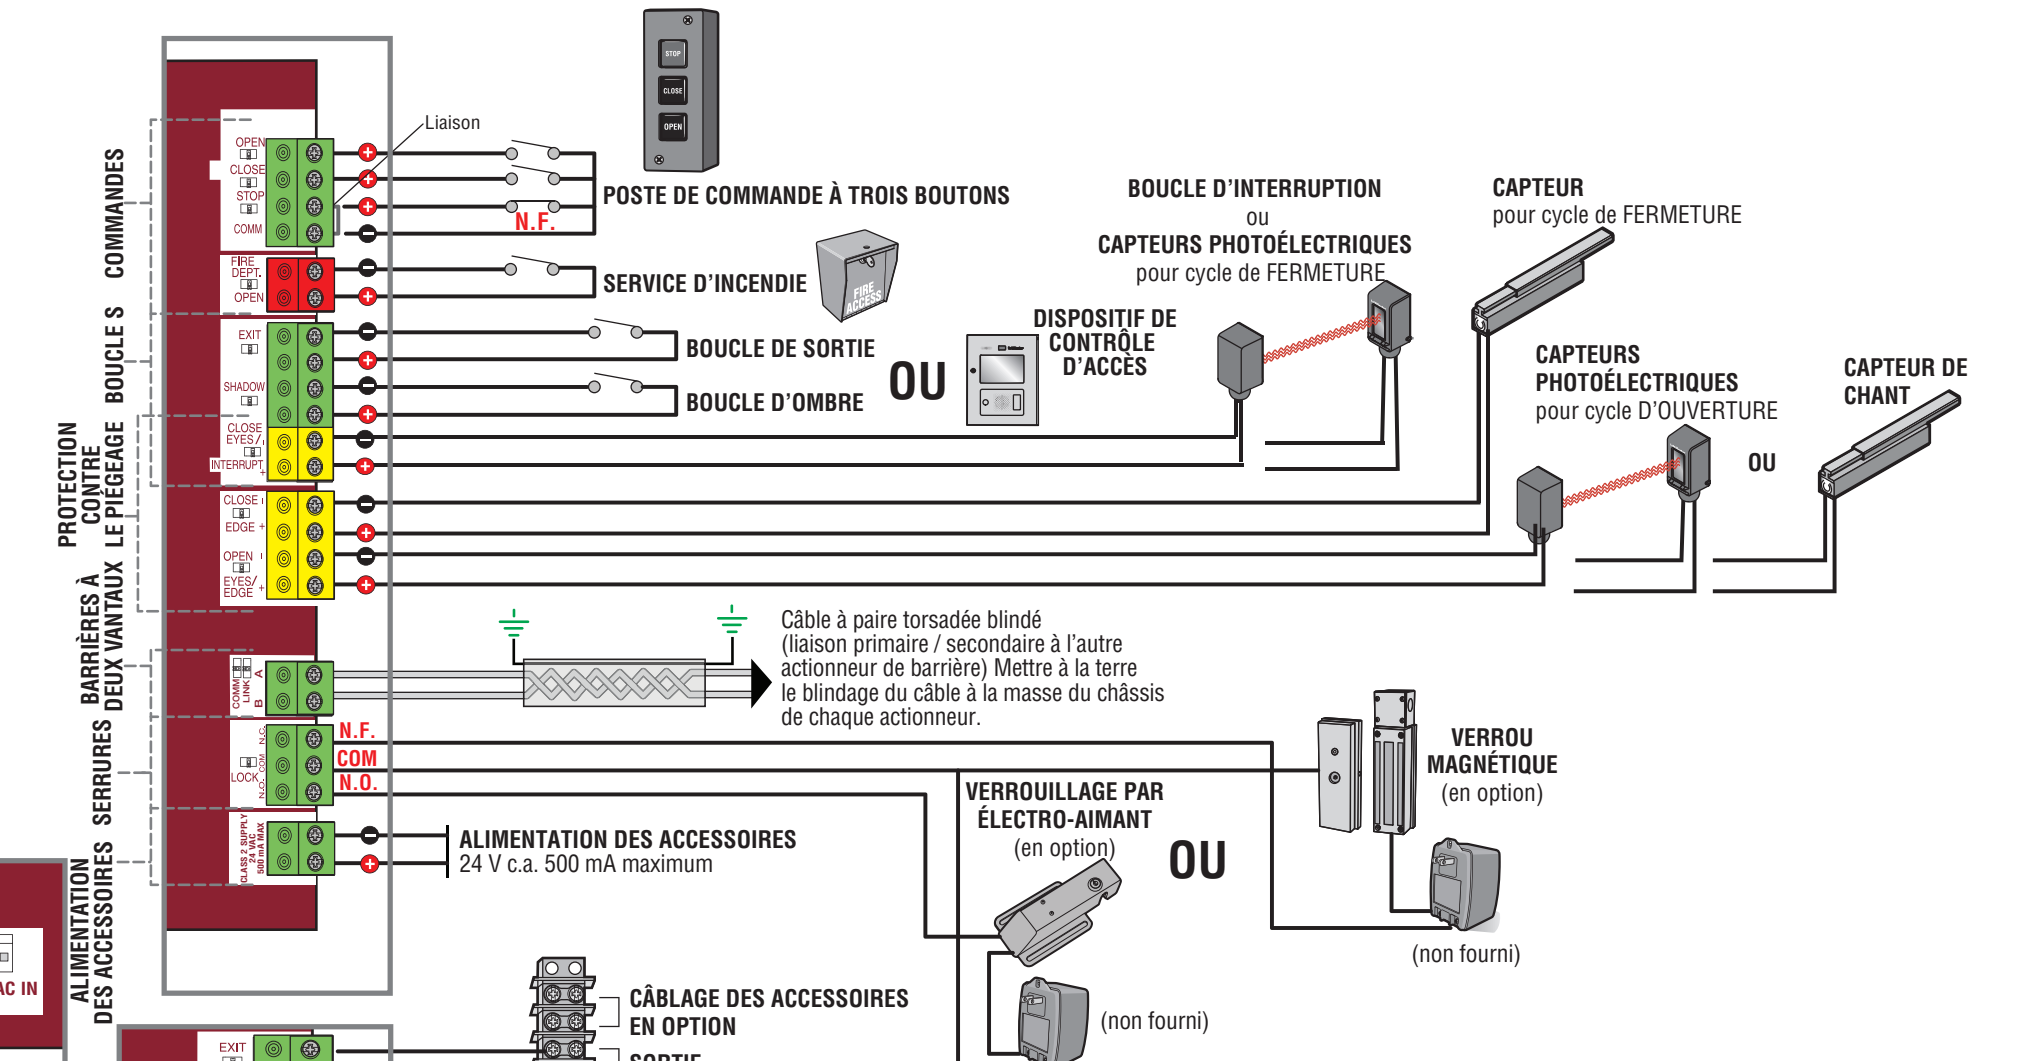 STOP
CLOSE
OPEN
Liaison
COMMANDES
OPEN
CLOSE
STOP
COMM
N.F.
POSTE DE COMMANDE À TROIS BOUTONS
FIRE
DEPT.
OPEN
SERVICE D'INCENDIE
FIRE
ACCESS
BOUCLE S
EXIT
SHADOW
BOUCLE DE SORTIE
BOUCLE D'OMBRE
OU
DISPOSITIF DE
CONTRÔLE
D'ACCÈS
BOUCLE D'INTERRUPTION
ou
CAPTEURS PHOTOÉLECTRIQUES
pour cycle de FERMETURE
CAPTEUR
pour cycle de FERMETURE
CAPTEURS
PHOTOÉLECTRIQUES
pour cycle D'OUVERTURE
OU
CAPTEUR DE
CHANT
PROTECTION
CONTRE
LE PIÉGEAGE
CLOSE
EYES/
INTERRUPT +
CLOSE
EDGE +
OPEN
EYES/ +
EDGE
BARRIÈRES À
DEUX VANTAUX
COMM
LINK
A
B
Câble à paire torsadée blindé
(liaison primaire / secondaire à l'autre
actionneur de barrière) Mettre à la terre
le blindage du câble à la masse du châssis
de chaque actionneur.
SERRURES
LOCK
N.C.
COM
N.O.
N.F.
COM
N.O.
VERROU
MAGNÉTIQUE
(en option)
(non fourni)
VERROUILLAGE PAR
ÉLECTRO-AIMANT
(en option)
OU
(non fourni)
ALIMENTATION
DES ACCESSOIRES
CLASS 2 SUPPLY
24 VAC
500 mA MAX
ALIMENTATION DES ACCESSOIRES
24 V c.a. 500 mA maximum
AC IN
CÂBLAGE DES ACCESSOIRES
EN OPTION
SORTIE
EXIT